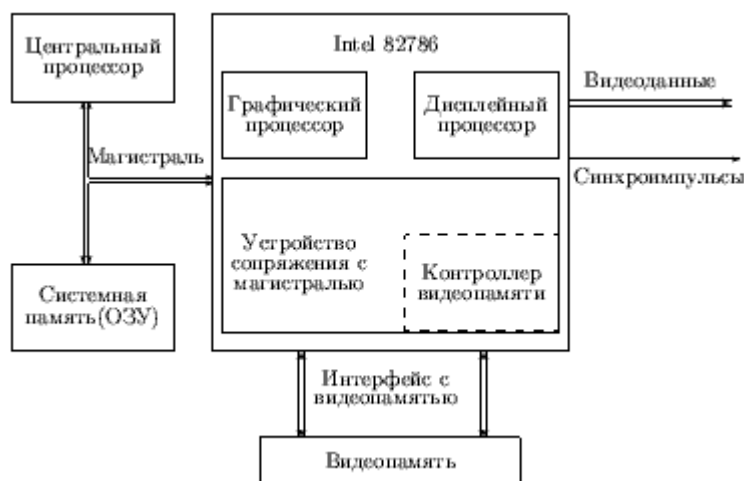 Центральный
процессор
Intel 82786
Графический
процессор
Дисплейный
процессор
Видеоданные
Магистраль
Синхроимпульсы
Устройство
сопряжения с
магистралью
Контроллер
видеопамяти
Системная
память(ОЗУ)
Интерфейс с
видеопамятью
Видеопамять